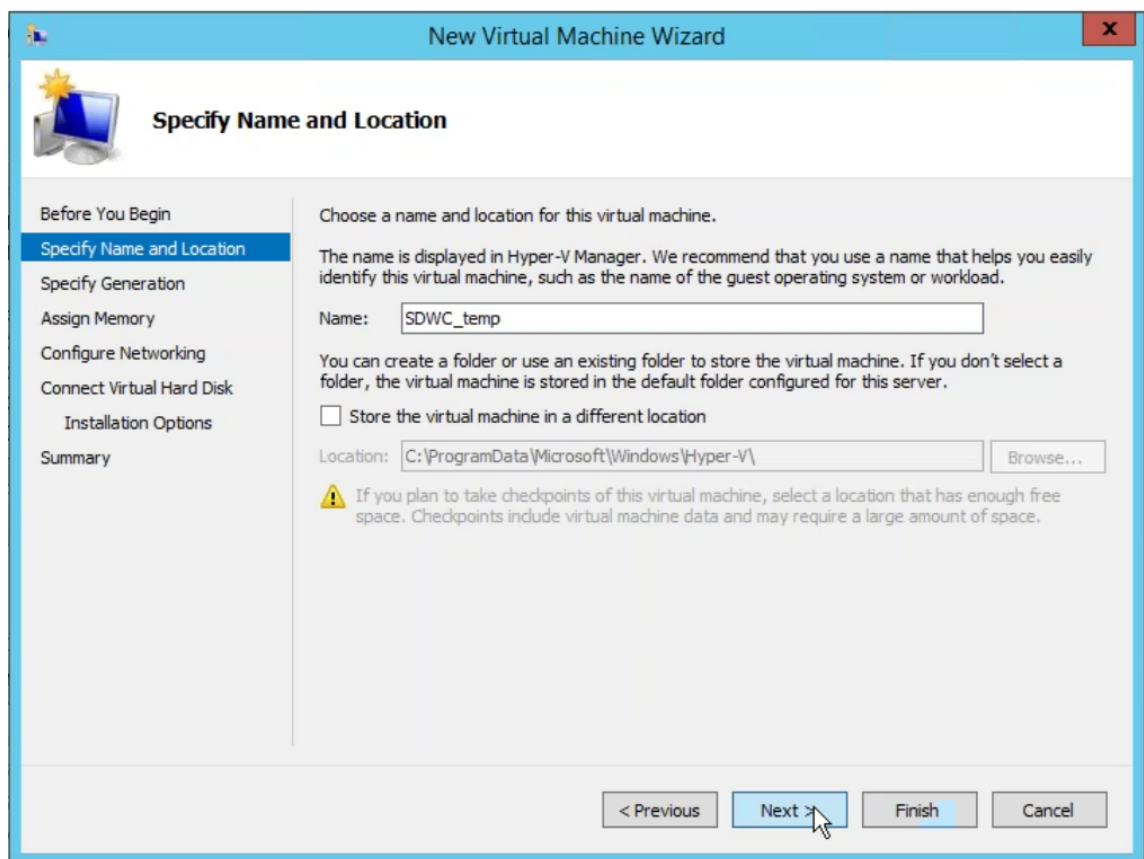 New Virtual Machine Wizard
x
Specify Name and Location
Before You Begin
Specify Name and Location
Specify Generation
Assign Memory
Configure Networking
Connect Virtual Hard Disk
Installation Options
Summary
Choose a name and location for this virtual machine.
The name is displayed in Hyper-V Manager. We recommend that you use a name that helps you easily
identify this virtual machine, such as the name of the guest operating system or workload.
Name: SDWC_temp
You can create a folder or use an existing folder to store the virtual machine. If you don't select a
folder, the virtual machine is stored in the default folder configured for this server.
Store the virtual machine in a different location
Location: C:\ProgramData\Microsoft\Windows\Hyper-V\ Browse...
If you plan to take checkpoints of this virtual machine, select a location that has enough free
space. Checkpoints include virtual machine data and may require a large amount of space.
< Previous Next > Finish Cancel